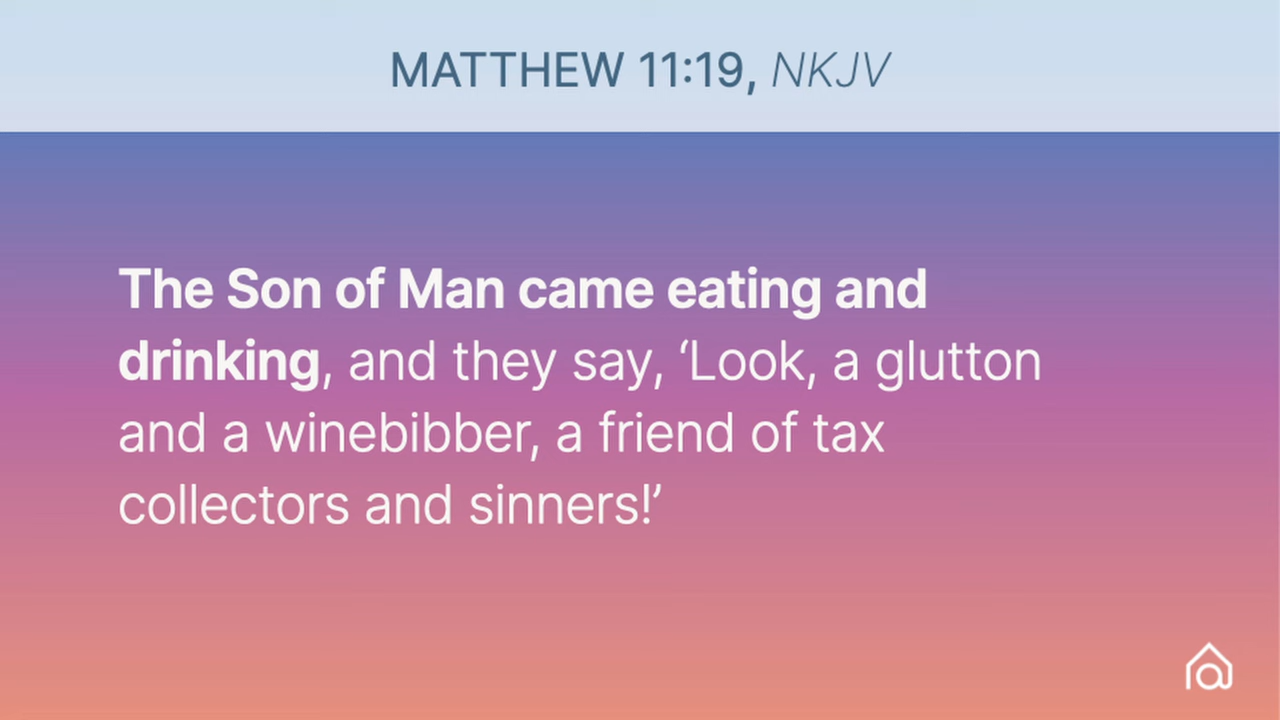 MATTHEW 11:19, NKJV
The Son of Man came eating and
drinking, and they say, ‘Look, a glutton
and a winebibber, a friend of tax
collectors and sinners!’